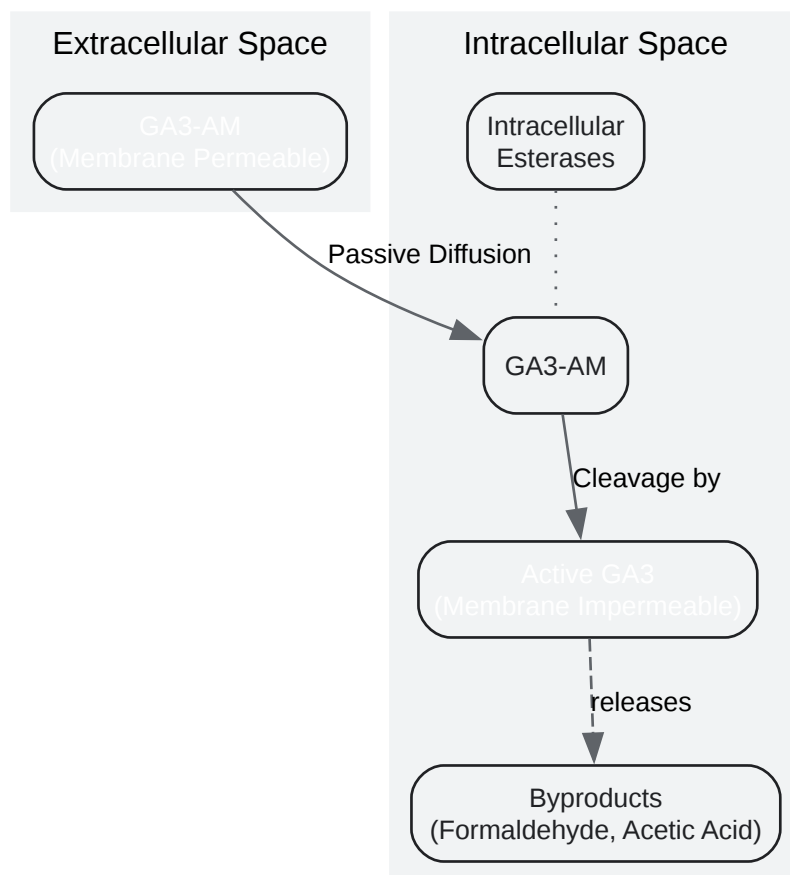 Extracellular Space
Intracellular Space
GA3-AM
(Membrane Permeable)
Intracellular
Esterases
Passive Diffusion
GA3-AM
Cleavage by
Active GA3
(Membrane Impermeable)
releases
Byproducts
(Formaldehyde, Acetic Acid)